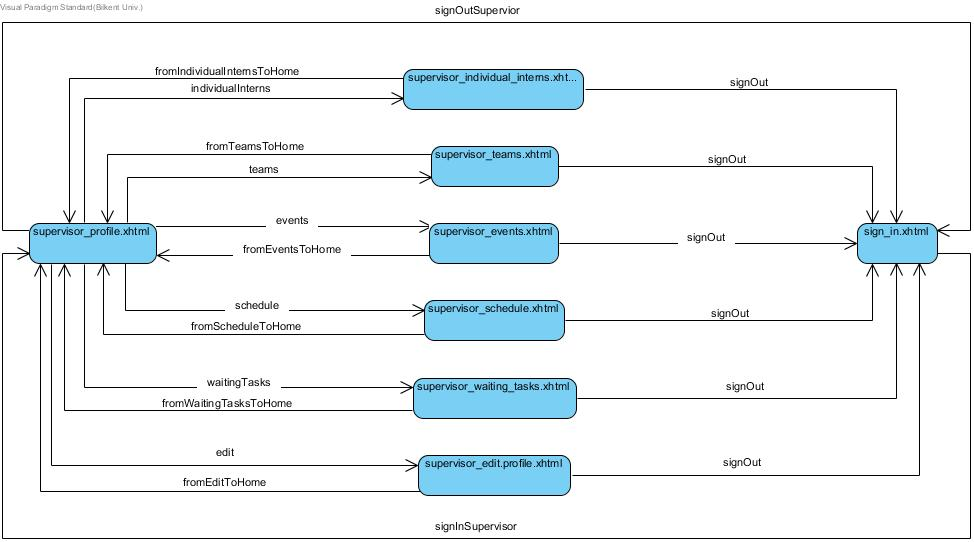 Visual Paradigm Standard(Bilkent Univ.)
signOutSupervior
fromIndividualInternsToHome
individualInterns
supervisor_individual_interns.xht...
signOut
fromTeamsToHome
teams
supervisor_teams.xhtml
signOut
supervisor_profile.xhtml
events
fromEventsToHome
supervisor_events.xhtml
signOut
sign_in.xhtml
schedule
fromScheduleToHome
supervisor_schedule.xhtml
signOut
waitingTasks
fromWaitingTasksToHome
supervisor_waiting_tasks.xhtml
signOut
edit
fromEditToHome
supervisor_edit.profile.xhtml
signOut
signInSupervisor